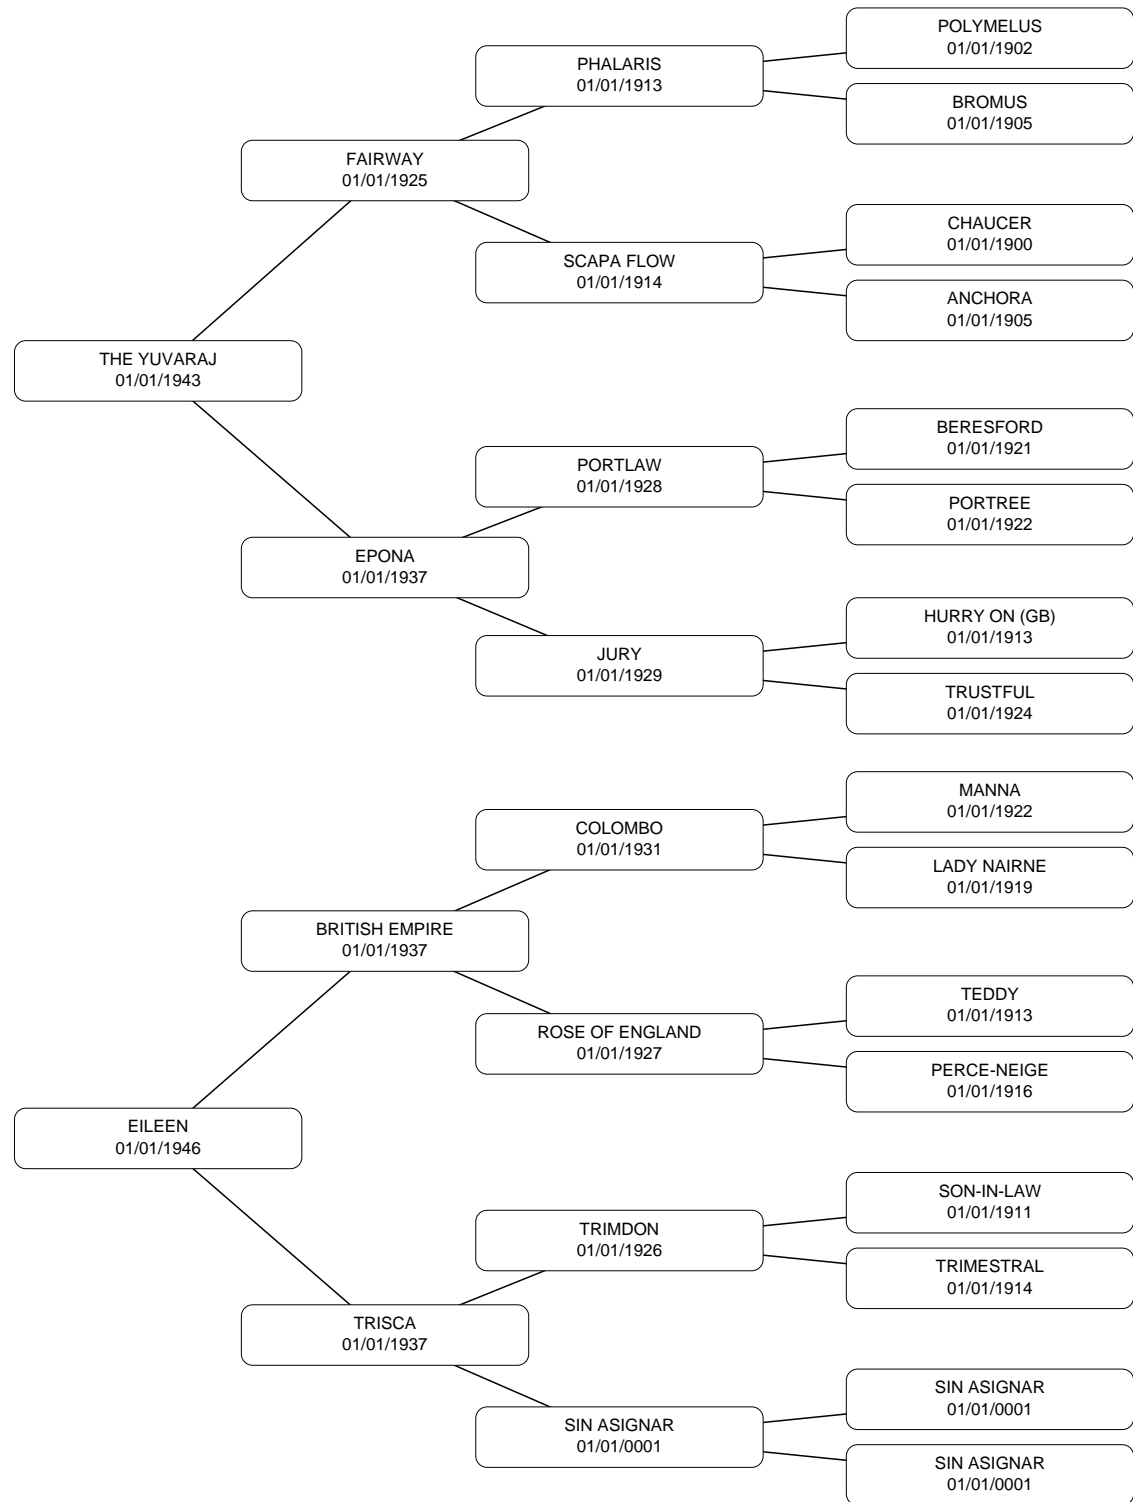 POLYMELUS
01/01/1902
PHALARIS
01/01/1913
BROMUS
01/01/1905
FAIRWAY
01/01/1925
CHAUCER
01/01/1900
SCAPA FLOW
01/01/1914
ANCHORA
01/01/1905
THE YUVARAJ
01/01/1943
BERESFORD
01/01/1921
PORTLAW
01/01/1928
PORTREE
01/01/1922
EPONA
01/01/1937
HURRY ON (GB)
01/01/1913
JURY
01/01/1929
TRUSTFUL
01/01/1924
MANNA
01/01/1922
COLOMBO
01/01/1931
LADY NAIRNE
01/01/1919
BRITISH EMPIRE
01/01/1937
TEDDY
01/01/1913
ROSE OF ENGLAND
01/01/1927
PERCE-NEIGE
01/01/1916
EILEEN
01/01/1946
SON-IN-LAW
01/01/1911
TRIMDON
01/01/1926
TRIMESTRAL
01/01/1914
TRISCA
01/01/1937
SIN ASIGNAR
01/01/0001
SIN ASIGNAR
01/01/0001
SIN ASIGNAR
01/01/0001